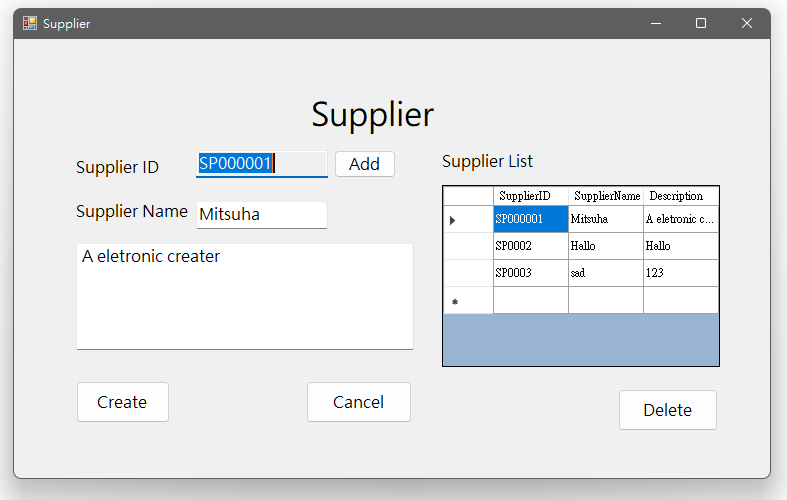 Supplier
Supplier
Supplier ID SP000001 Add
Supplier Name Mitsuha
A eletronic creater
Create Cancel
Supplier List
SupplierID SupplierName Description
SP000001 Mitsuha A eletronic c...
SP0002 Hallo Hallo
SP0003 sad 123
Delete